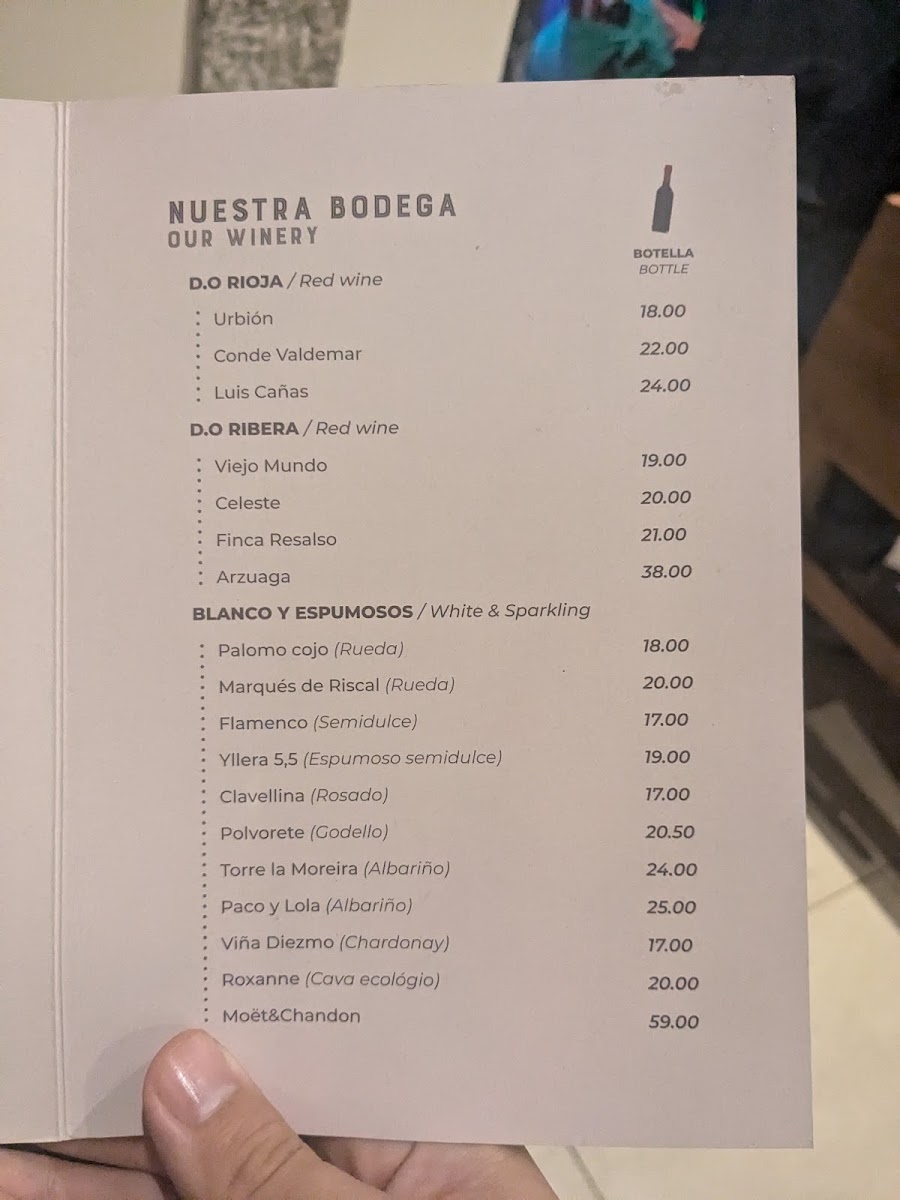 NUESTRA BODEGA
OUR WINERY
BOTELLA
BOTTLE
D.O RIOJA / Red wine
Urbión 18.00
Conde Valdemar 22.00
Luis Cañas 24.00
D.O RIBERA / Red wine
Viejo Mundo 19.00
Celeste 20.00
Finca Resalso 21.00
Arzuaga 38.00
BLANCO Y ESPUMOSOS / White & Sparkling
Palomo cojo (Rueda) 18.00
Marqués de Riscal (Rueda) 20.00
Flamenco (Semidulce) 17.00
Yllera 5,5 (Espumoso semidulce) 19.00
Clavellina (Rosado) 17.00
Polvorete (Godello) 20.50
Torre la Moreira (Albariño) 24.00
Paco y Lola (Albariño) 25.00
Viña Diezmo (Chardonay) 17.00
Roxanne (Cava ecológio) 20.00
Moët&Chandon 59.00